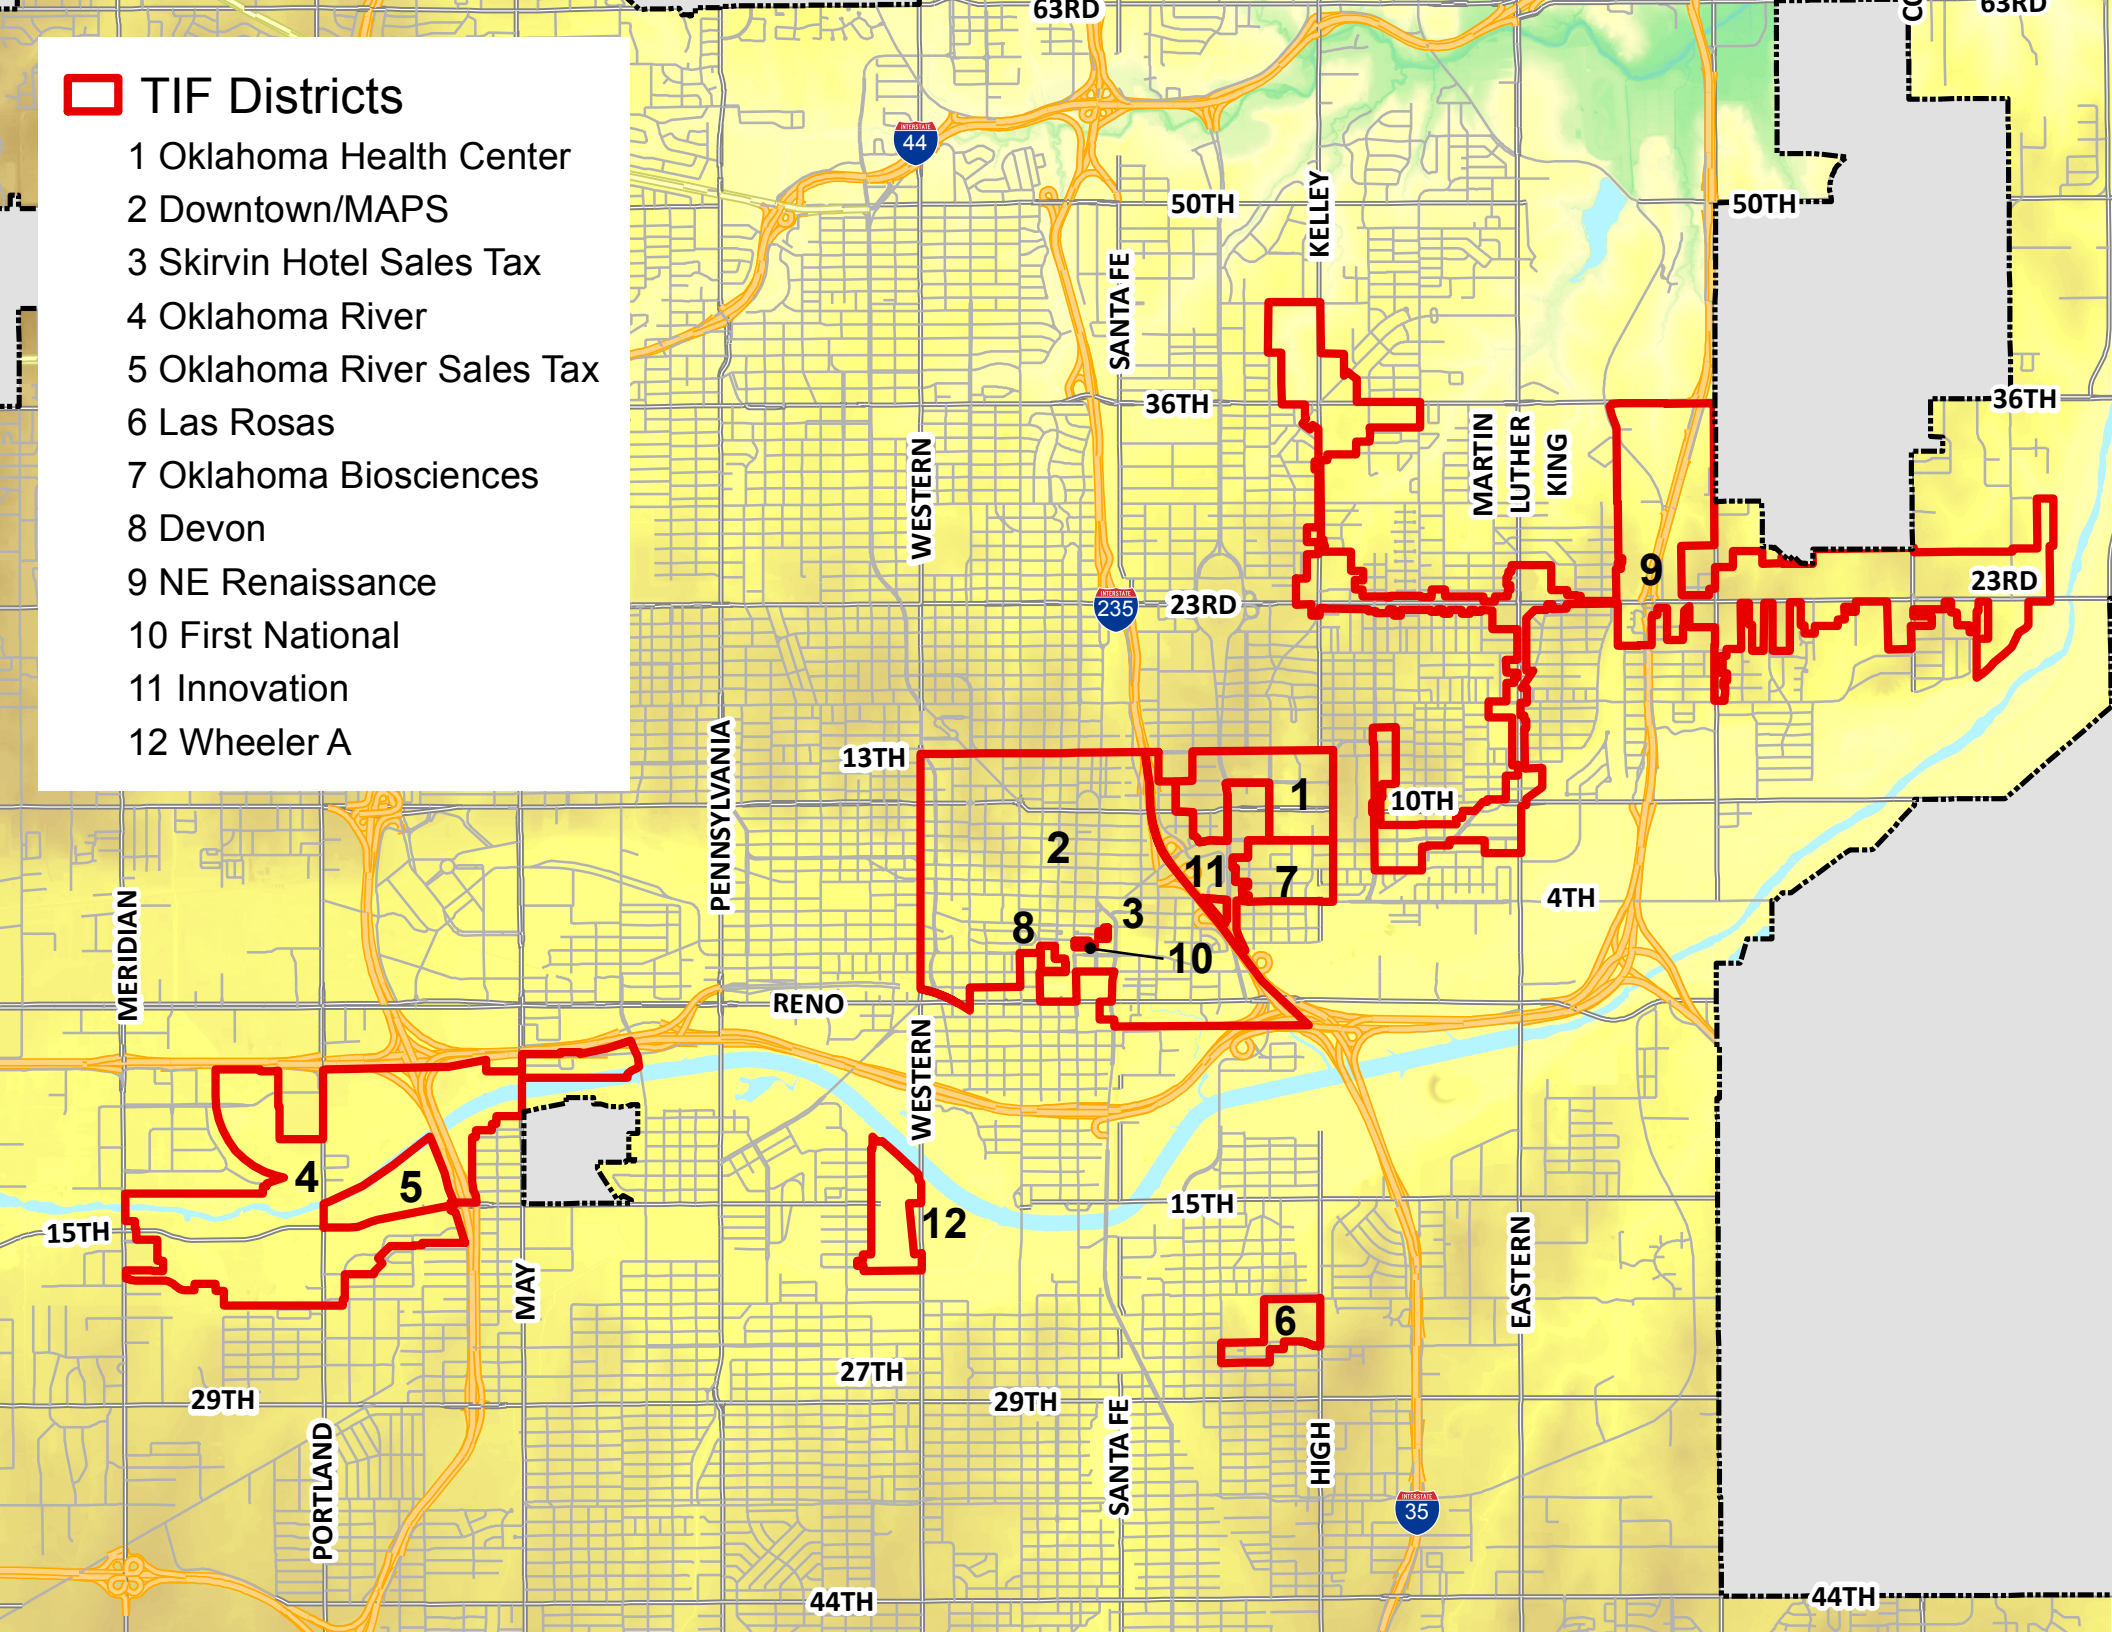 63RD
CO
63RD
TIF Districts
1 Oklahoma Health Center
2 Downtown/MAPS
3 Skirvin Hotel Sales Tax
4 Oklahoma River
5 Oklahoma River Sales Tax
6 Las Rosas
7 Oklahoma Biosciences
8 Devon
9 NE Renaissance
10 First National
11 Innovation
12 Wheeler A
INTERSTATE
44
50TH
KELLEY
50TH
SANTA FE
36TH
36TH
WESTERN
MARTIN
LUTHER
KING
9
23RD
INTERSTATE
235
23RD
13TH
PENNSYLVANIA
1
10TH
2
11
7
4TH
MERIDIAN
8
3
10
RENO
WESTERN
4
5
15TH
12
15TH
MAY
EASTERN
6
27TH
29TH
29TH
PORTLAND
SANTA FE
HIGH
INTERSTATE
35
44TH
44TH